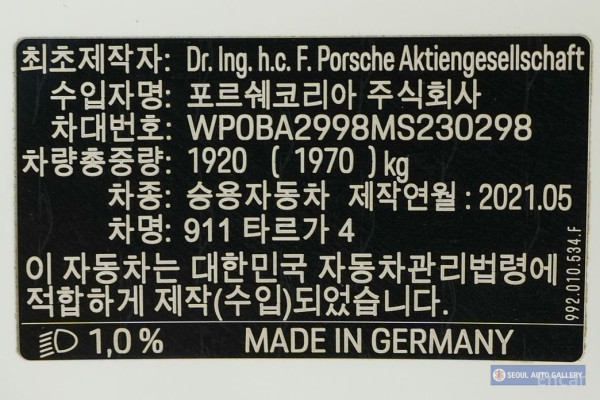 최초제작자: Dr. Ing. h.c. F. Porsche Aktiengesellschaft
수입자명: 포르쉐코리아 주식회사
차대번호: WP0BA2998MS230298
차량총중량: 1920 ( 1970 ) kg
차종: 승용자동차 제작연월 : 2021.05
차명: 911 타르가 4
이 자동차는 대한민국 자동차관리법령에
적합하게 제작(수입)되었습니다.
992.010.534.F
1,0 % MADE IN GERMANY
SEOUL AUTO GALLERY
Encar